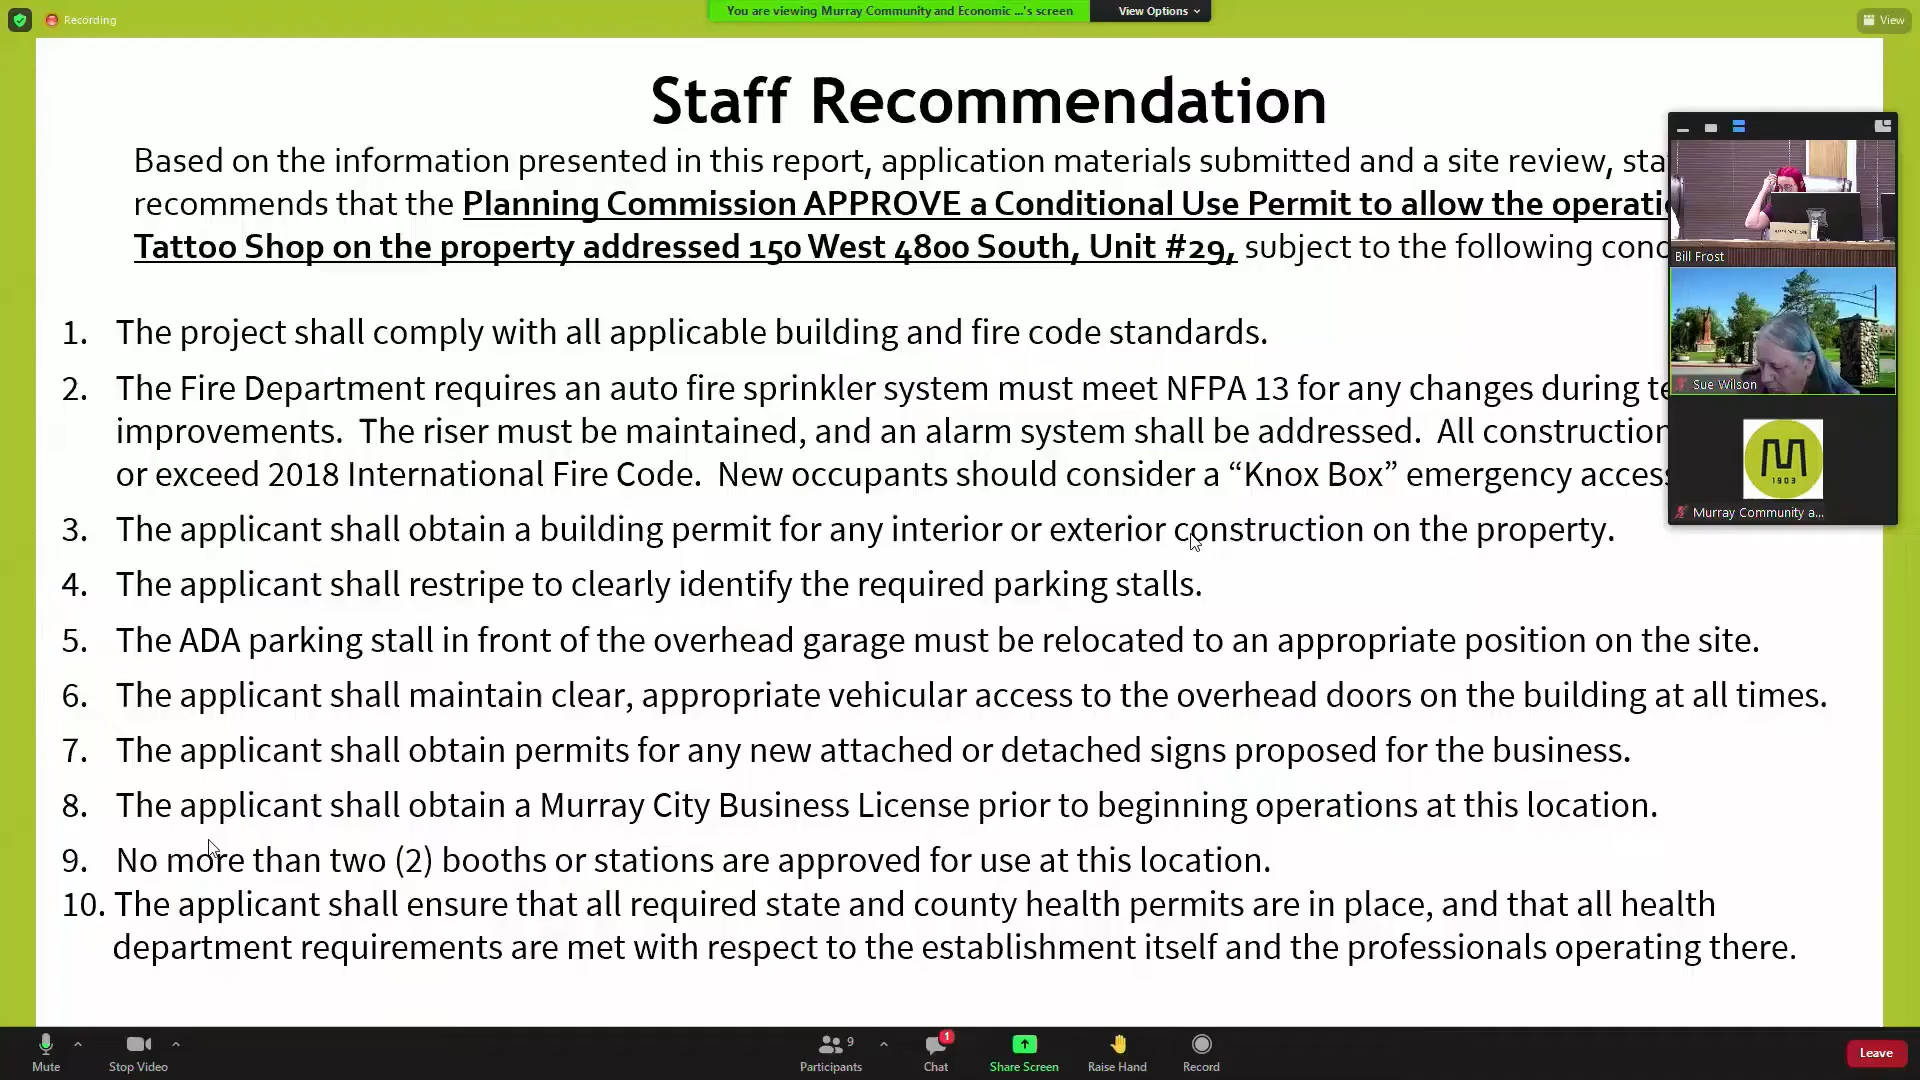 Recording
You are viewing Murray Community and Economic ...'s screen
View Options
View
Staff Recommendation
Based on the information presented in this report, application materials submitted and a site review, sta
recommends that the Planning Commission APPROVE a Conditional Use Permit to allow the operati
Tattoo Shop on the property addressed 150 West 4800 South, Unit #29, subject to the following con
1. The project shall comply with all applicable building and fire code standards.
2. The Fire Department requires an auto fire sprinkler system must meet NFPA 13 for any changes during te
improvements. The riser must be maintained, and an alarm system shall be addressed. All construction
or exceed 2018 International Fire Code. New occupants should consider a “Knox Box” emergency access
3. The applicant shall obtain a building permit for any interior or exterior construction on the property.
4. The applicant shall restripe to clearly identify the required parking stalls.
5. The ADA parking stall in front of the overhead garage must be relocated to an appropriate position on the site.
6. The applicant shall maintain clear, appropriate vehicular access to the overhead doors on the building at all times.
7. The applicant shall obtain permits for any new attached or detached signs proposed for the business.
8. The applicant shall obtain a Murray City Business License prior to beginning operations at this location.
9. No more than two (2) booths or stations are approved for use at this location.
10. The applicant shall ensure that all required state and county health permits are in place, and that all health
department requirements are met with respect to the establishment itself and the professionals operating there.
Bill Frost
Sue Wilson
1903
Murray Community a...
Mute
Stop Video
Participants
9
Chat
1
Share Screen
Raise Hand
Record
Leave